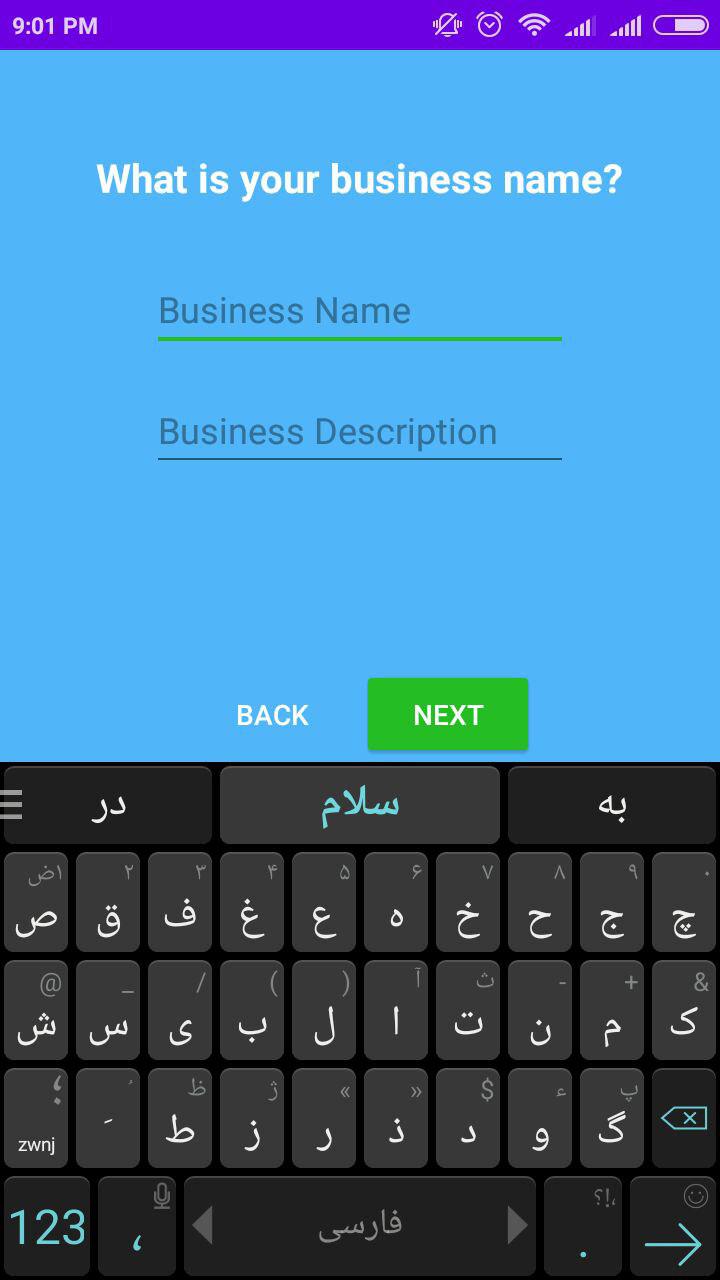 9:01 PM
What is your business name?
Business Name
Business Description
BACK NEXT
در سلام به
۱ض ۲ ۳ ۴ ۵ ۶ ۷ ۸ ۹ ۰
ص ق ف غ ع ه خ ح ج چ
@ _ / ( ) آ ث - + &
ش س ی ب ل ا ت ن م ک
؛ ُ ظ ژ « » $ ء پ
zwnj َ ط ز ر ذ د و گ
،!؟
123 ، فارسی .